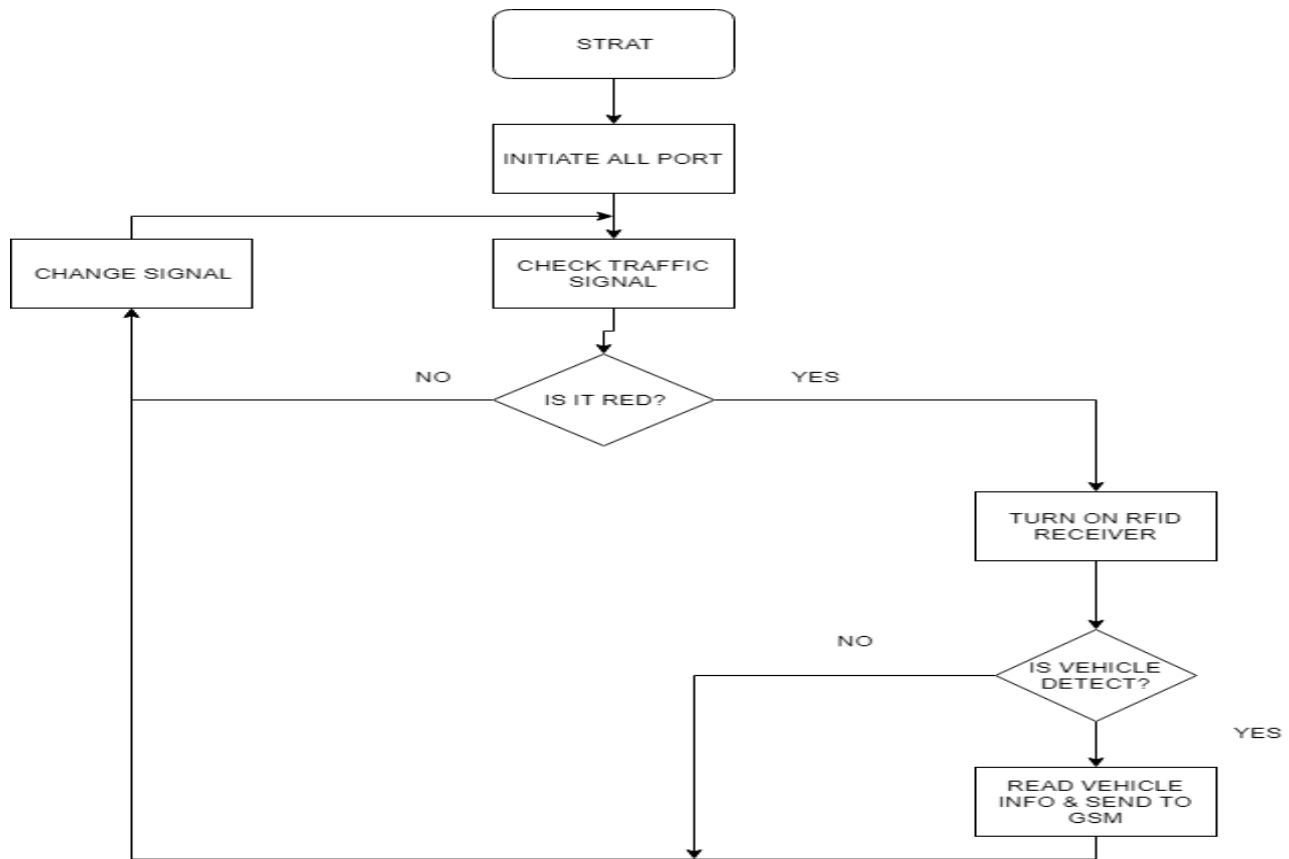 STRAT
INITIATE ALL PORT
CHANGE SIGNAL
CHECK TRAFFIC
SIGNAL
NO
YES
IS IT RED?
TURN ON RFID
RECEIVER
NO
IS VEHICLE
DETECT?
YES
READ VEHICLE
INFO & SEND TO
GSM